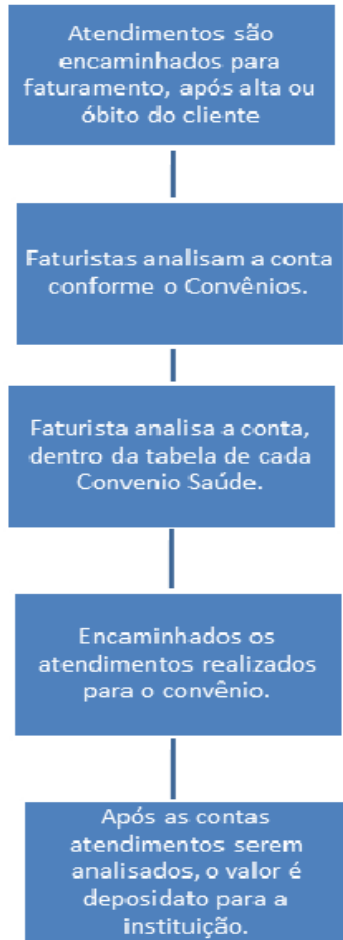 Atendimentos são
encaminhados para
faturamento, após alta ou
óbito do cliente
Faturistas analisam a conta
conforme o Convênios.
Faturista analisa a conta,
dentro da tabela de cada
Convenio Saúde.
Encaminhados os
atendimentos realizados
para o convênio.
Após as contas
atendimentos serem
analisados, o valor é
deposidato para a
instituição.